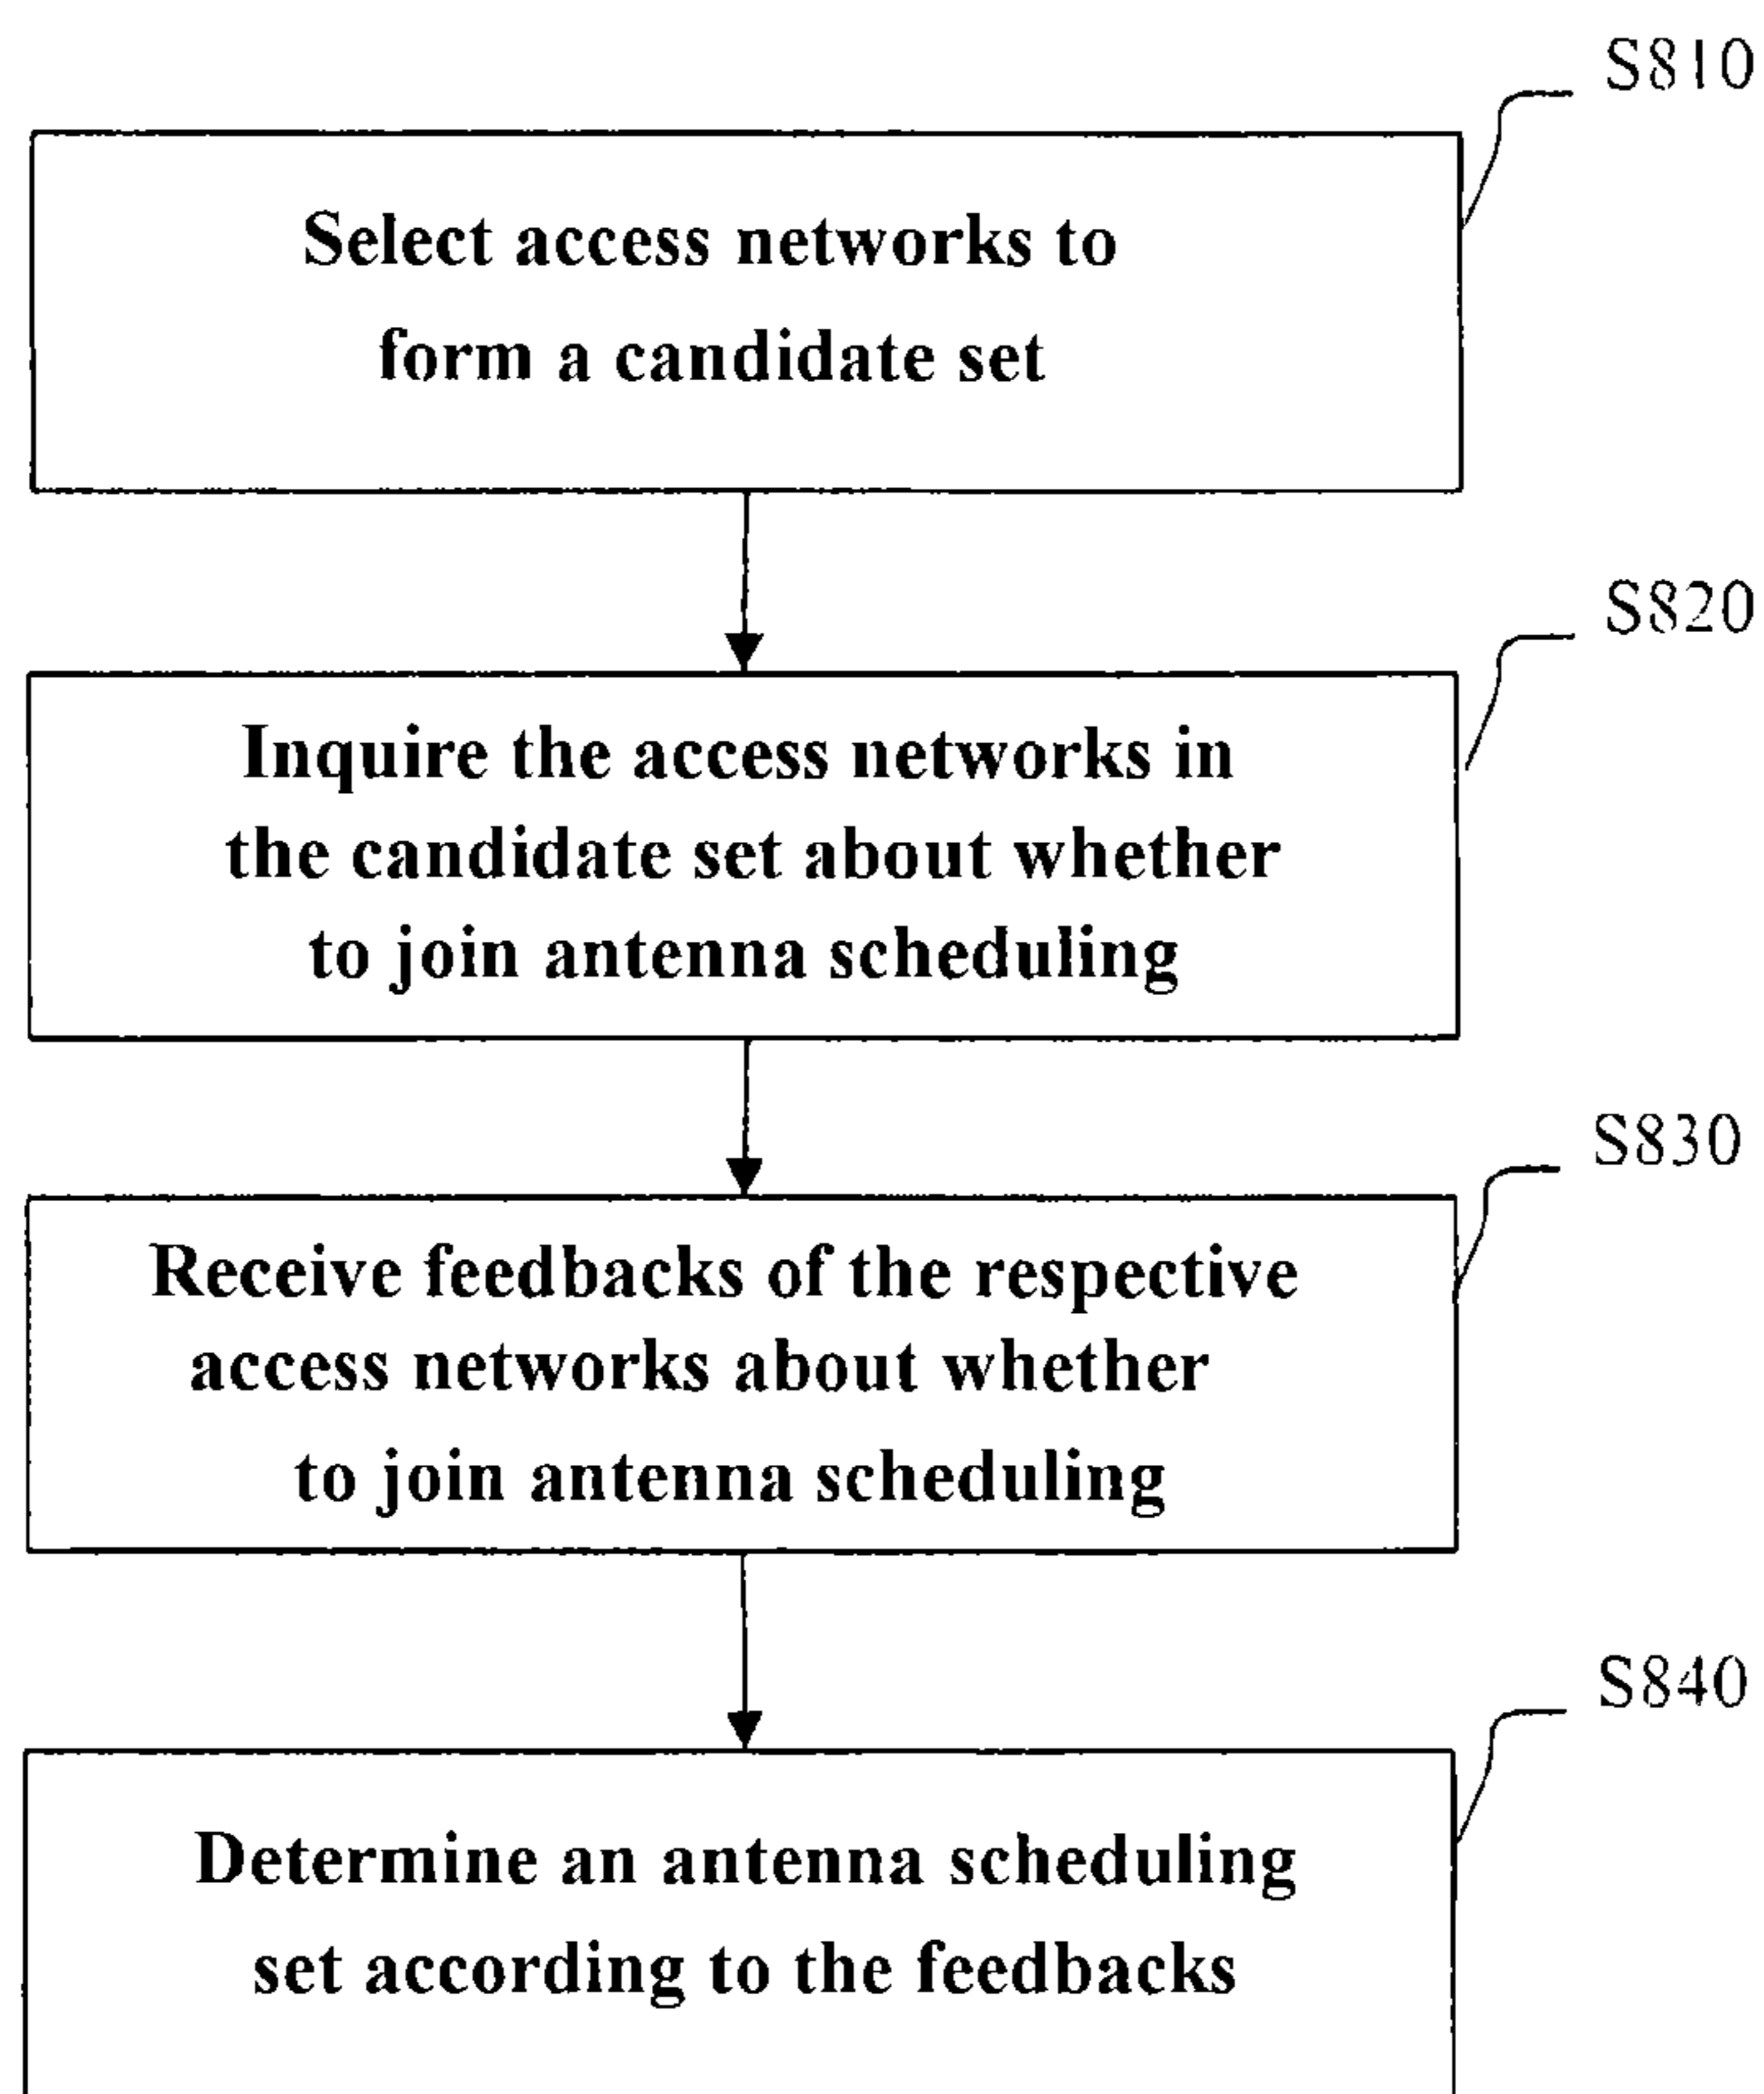 S810
Select access networks to
form a candidate set
S820
Inquire the access networks in
the candidate set about whether
to join antenna scheduling
S830
Receive feedbacks of the respective
access networks about whether
to join antenna scheduling
S840
Determine an antenna scheduling
set according to the feedbacks